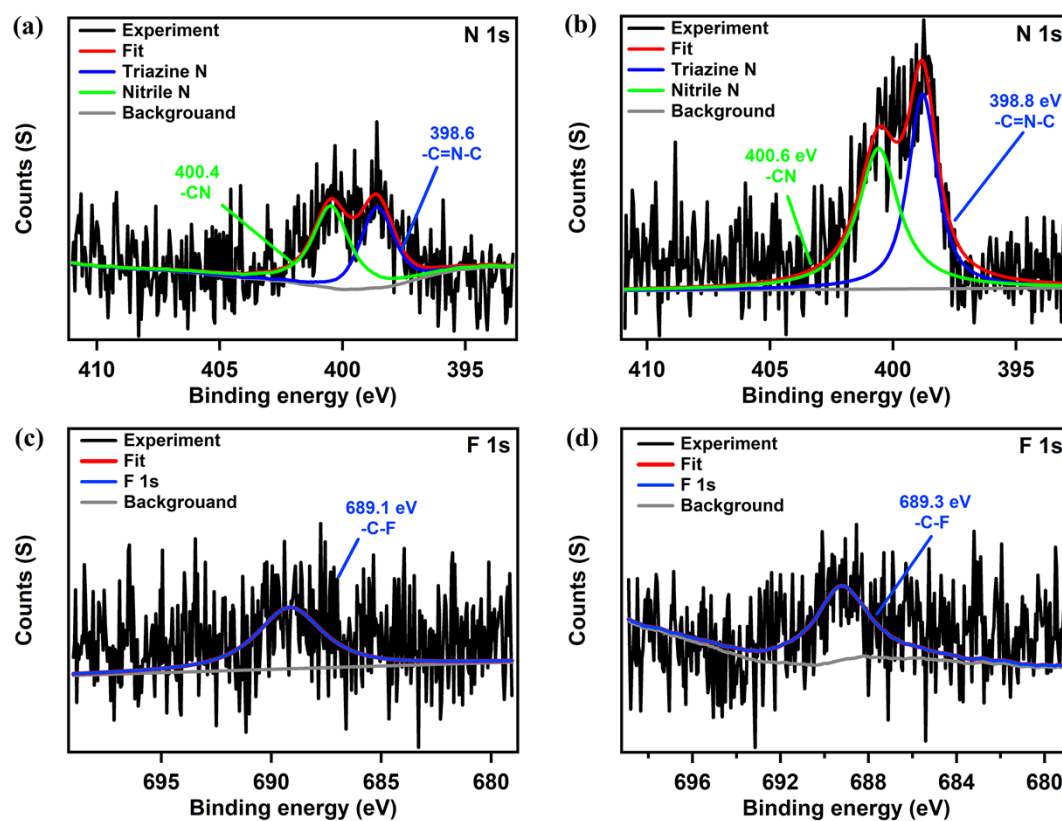 (a)
Experiment
Fit
Triazine N
Nitrile N
Backgrouand
N 1s
398.6
-C=N-C
400.4
-CN
Counts (S)
410
405
400
395
Binding energy (eV)
(b)
Experiment
Fit
Triazine N
Nitrile N
Backgrouand
N 1s
398.8 eV
-C=N-C
400.6 eV
-CN
Counts (S)
410
405
400
395
Binding energy (eV)
(c)
Experiment
Fit
F 1s
Backgrouand
F 1s
689.1 eV
-C-F
Counts (S)
695
690
685
680
Binding energy (eV)
(d)
Experiment
Fit
F 1s
Background
F 1s
689.3 eV
-C-F
Counts (S)
696
692
688
684
680
Binding energy (eV)